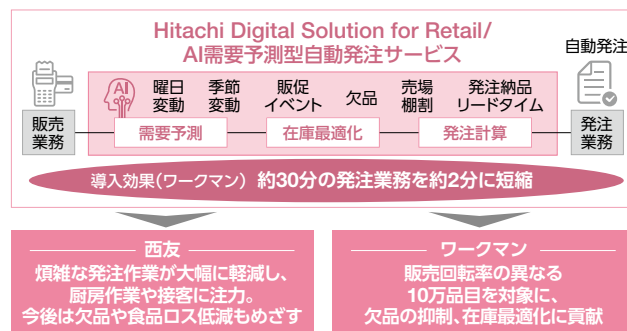 Hitachi Digital Solution for Retail/
AI需要予測型自動発注サービス
自動発注
AI
曜日
変動
季節
変動
販促
イベント
欠品
売場
棚割
発注納品
リードタイム
販売
業務
需要予測
在庫最適化
発注計算
発注
業務
導入効果(ワークマン) 約30分の発注業務を約2分に短縮
西友
煩雑な発注作業が大幅に軽減し、
厨房作業や接客に注力。
今後は欠品や食品ロス低減もめざす
ワークマン
販売回転率の異なる
10万品目を対象に、
欠品の抑制、在庫最適化に貢献